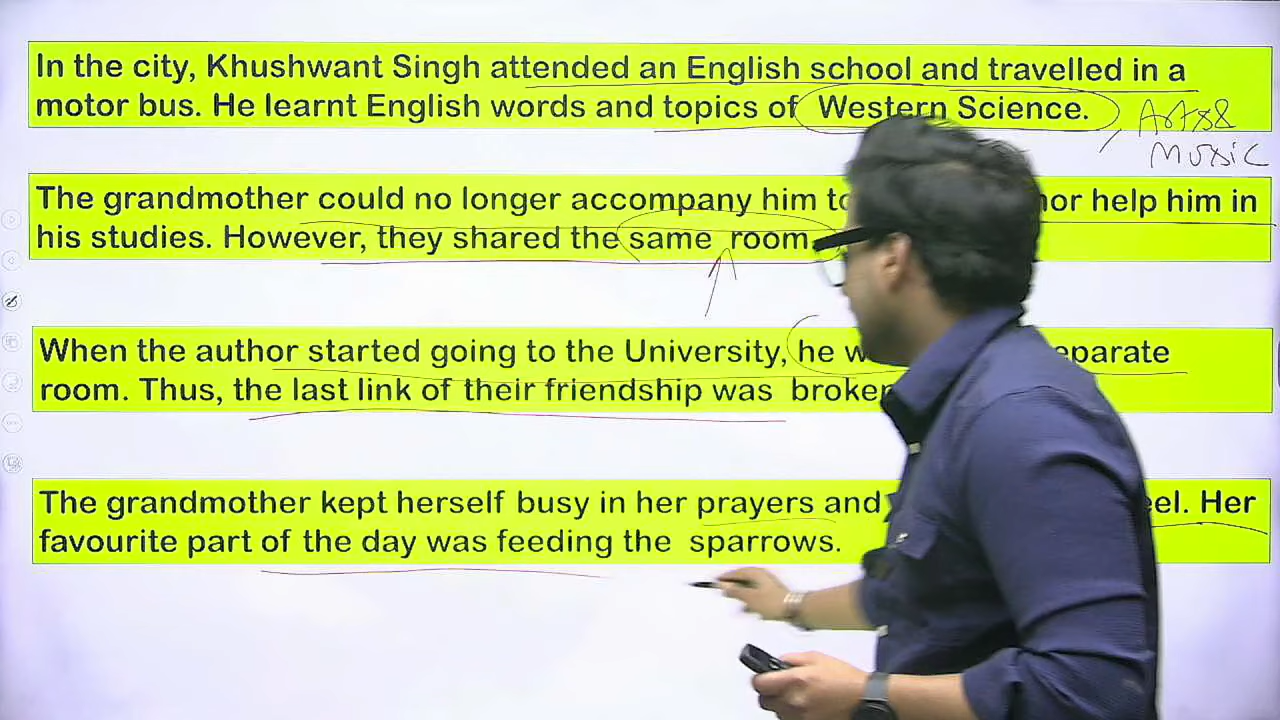 In the city, Khushwant Singh attended an English school and travelled in a
motor bus. He learnt English words and topics of Western Science.
Arts &
Music
The grandmother could no longer accompany him to nor help him in
his studies. However, they shared the same room.
When the author started going to the University, he separate
room. Thus, the last link of their friendship was broken
The grandmother kept herself busy in her prayers and Her
favourite part of the day was feeding the sparrows.